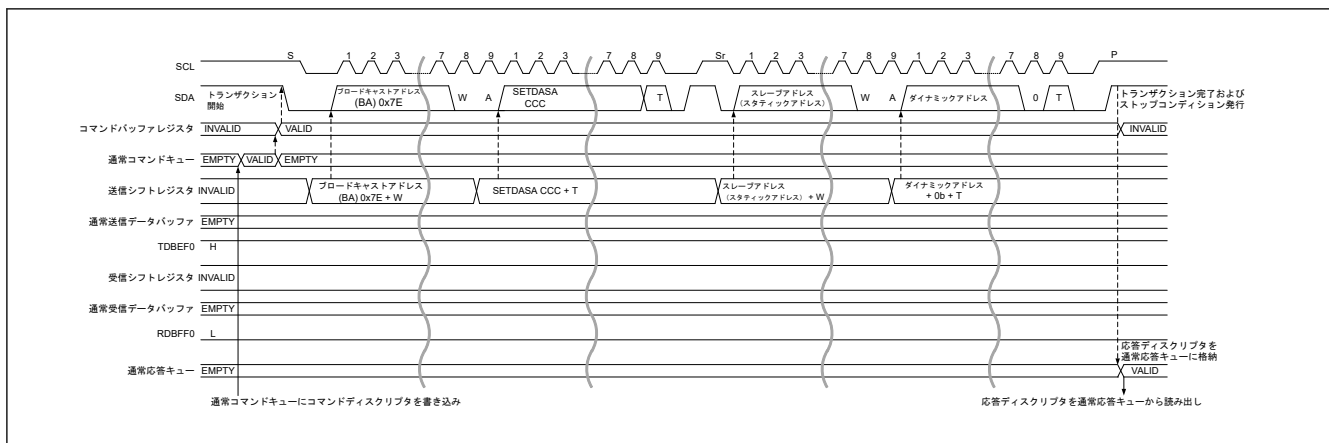 S 1 2 3 7 8 9 1 2 3 7 8 9 Sr 1 2 3 7 8 9 1 2 3 7 8 9 P
SCL
SDA トランザクション開始 ブロードキャストアドレス (BA) 0x7E W A SETDASA CCC T スレーブアドレス (スタティックアドレス) W A ダイナミックアドレス 0 T トランザクション完了および ストップコンディション発行
コマンドバッファレジスタ INVALID VALID INVALID
通常コマンドキュー EMPTY VALID EMPTY
送信シフトレジスタ INVALID ブロードキャストアドレス (BA) 0x7E + W SETDASA CCC + T スレーブアドレス (スタティックアドレス) + W ダイナミックアドレス + 0b + T
通常送信データバッファ EMPTY
TDBEF0 H
受信シフトレジスタ INVALID
通常受信データバッファ EMPTY
RDBFF0 L
応答ディスクリプタを
通常応答キューに格納
通常応答キュー EMPTY VALID
通常コマンドキューにコマンドディスクリプタを書き込み 応答ディスクリプタを通常応答キューから読み出し